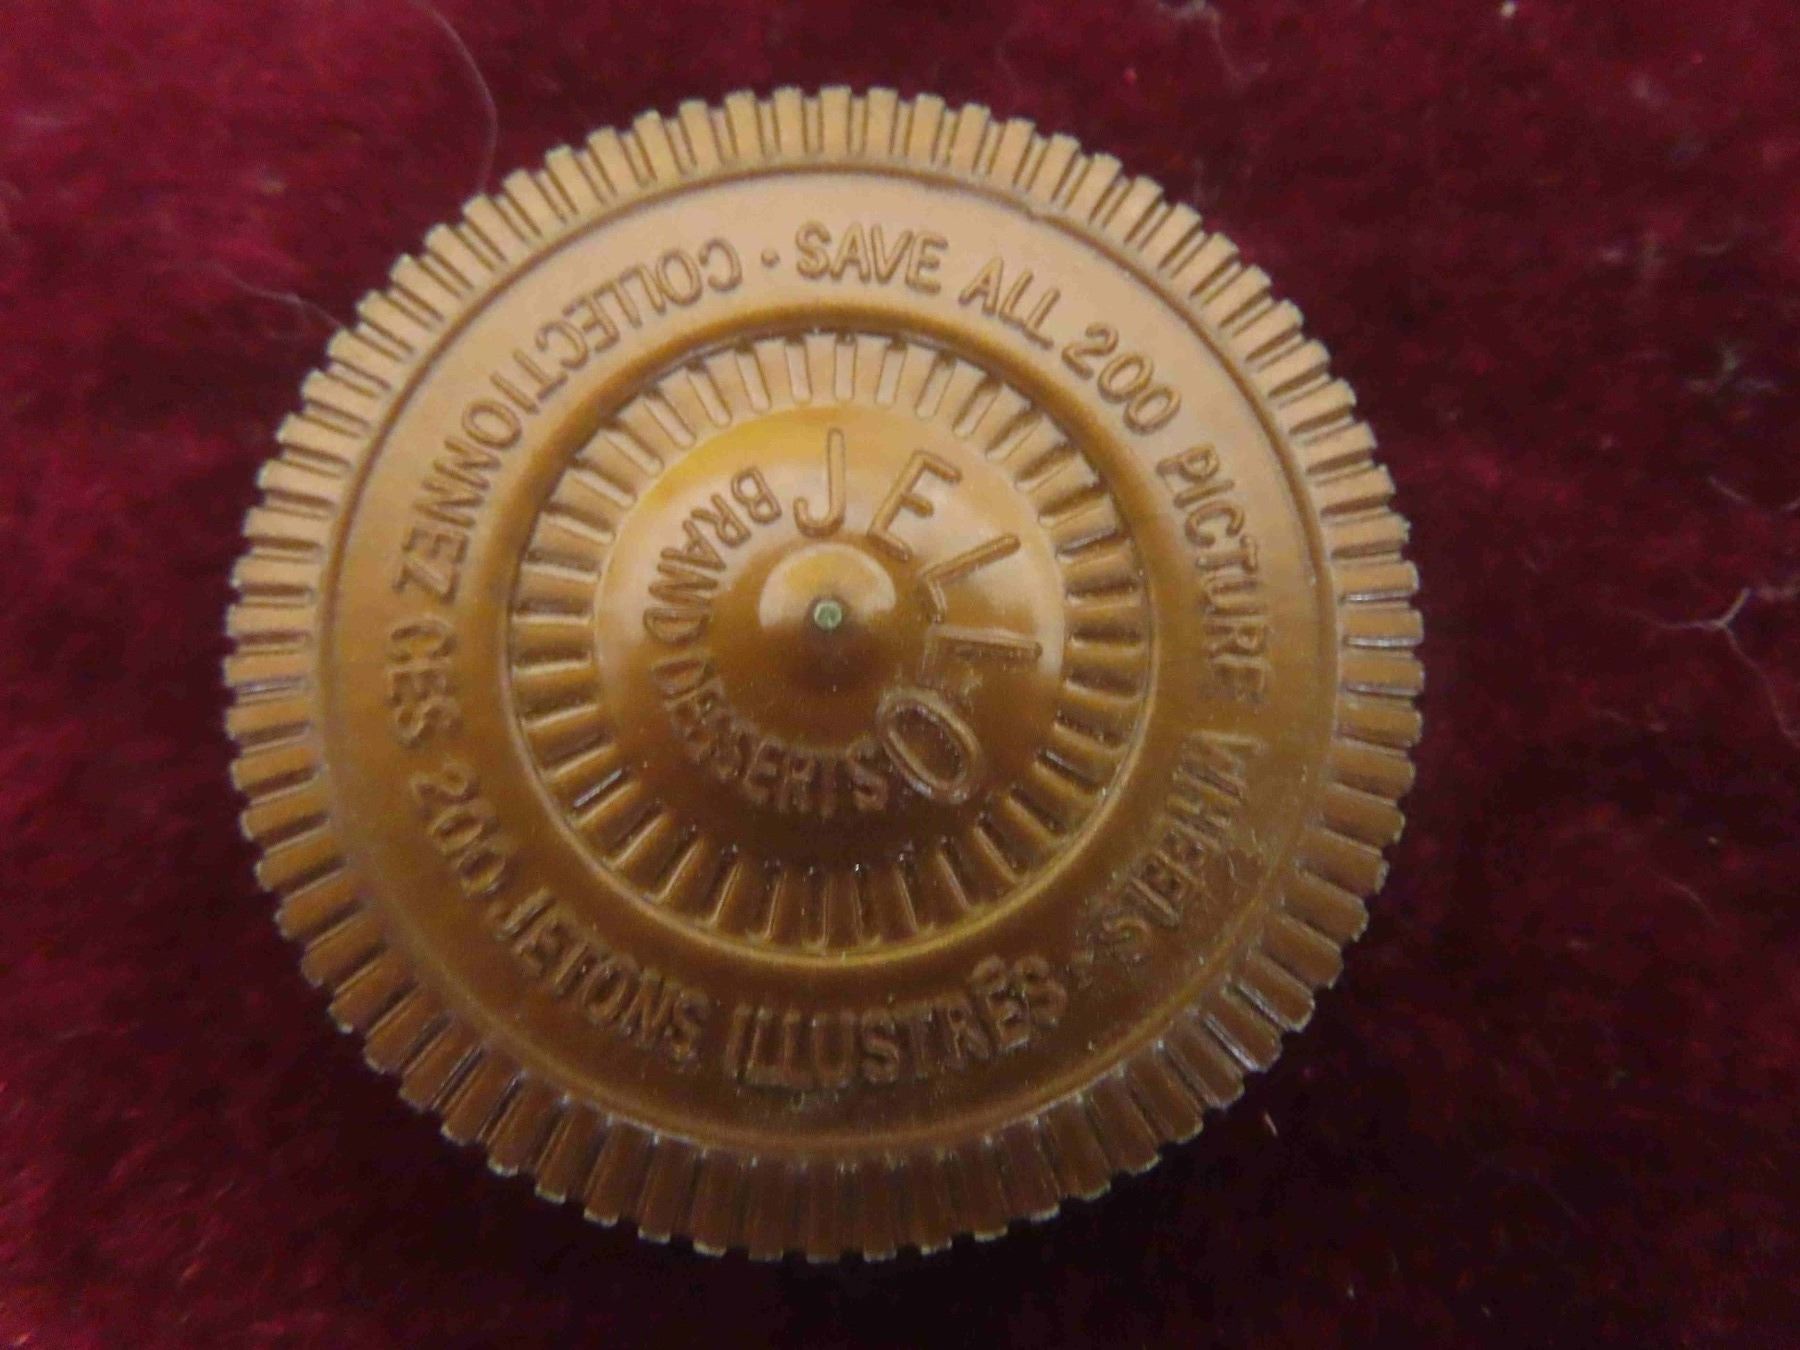 SAVE ALL 200 PICTURE WHEELS ·
COLLECTIONNEZ CES 200 JETONS ILLUSTRÉS ·
JELL-O
BRAND DESSERTS